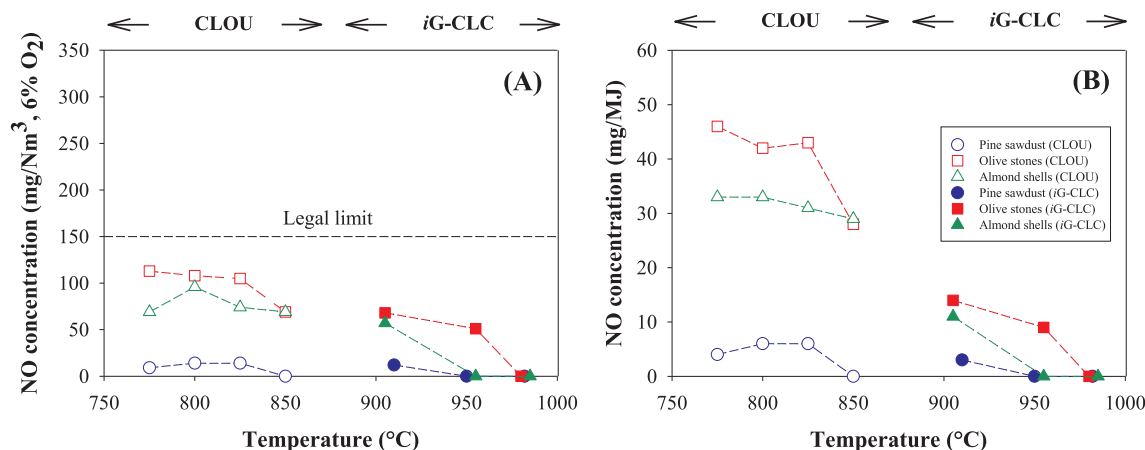 CLOU
iG-CLC
(A)
NO concentration (mg/Nm³, 6% O₂)
350
300
250
200
150
100
50
0
Legal limit
750
800
850
900
950
1000
Temperature (°C)
CLOU
iG-CLC
(B)
NO concentration (mg/MJ)
60
50
40
30
20
10
0
Pine sawdust (CLOU)
Olive stones (CLOU)
Almond shells (CLOU)
Pine sawdust (iG-CLC)
Olive stones (iG-CLC)
Almond shells (iG-CLC)
750
800
850
900
950
1000
Temperature (°C)